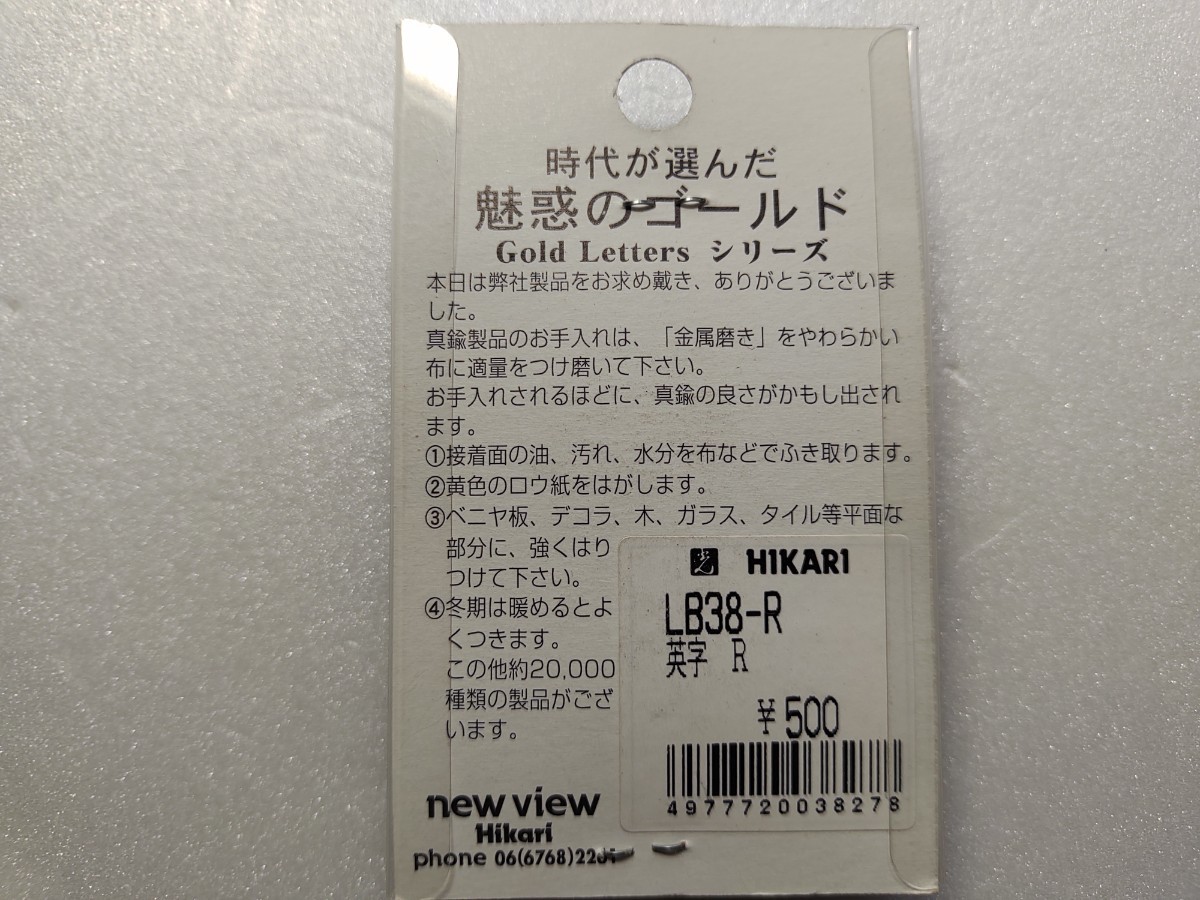 時代が選んだ
魅惑のゴールド
Gold Letters シリーズ
本日は弊社製品をお求め戴き、ありがとうございま
した。
真鍮製品のお手入れは、「金属磨き」をやわらかい
布に適量をつけ磨いて下さい。
お手入れされるほどに、真鍮の良さがかもし出され
ます。
①接着面の油、汚れ、水分を布などでふき取ります。
②黄色のロウ紙をはがします。
③ベニヤ板、デコラ、木、ガラス、タイル等平面な
部分に、強くはり
つけて下さい。
④冬期は暖めるとよ
くつきます。
この他約20,000
種類の製品がござ
います。
new view
Hikari
phone
光 HIKARI
LB38-R
英字 R
¥500
4977720038278